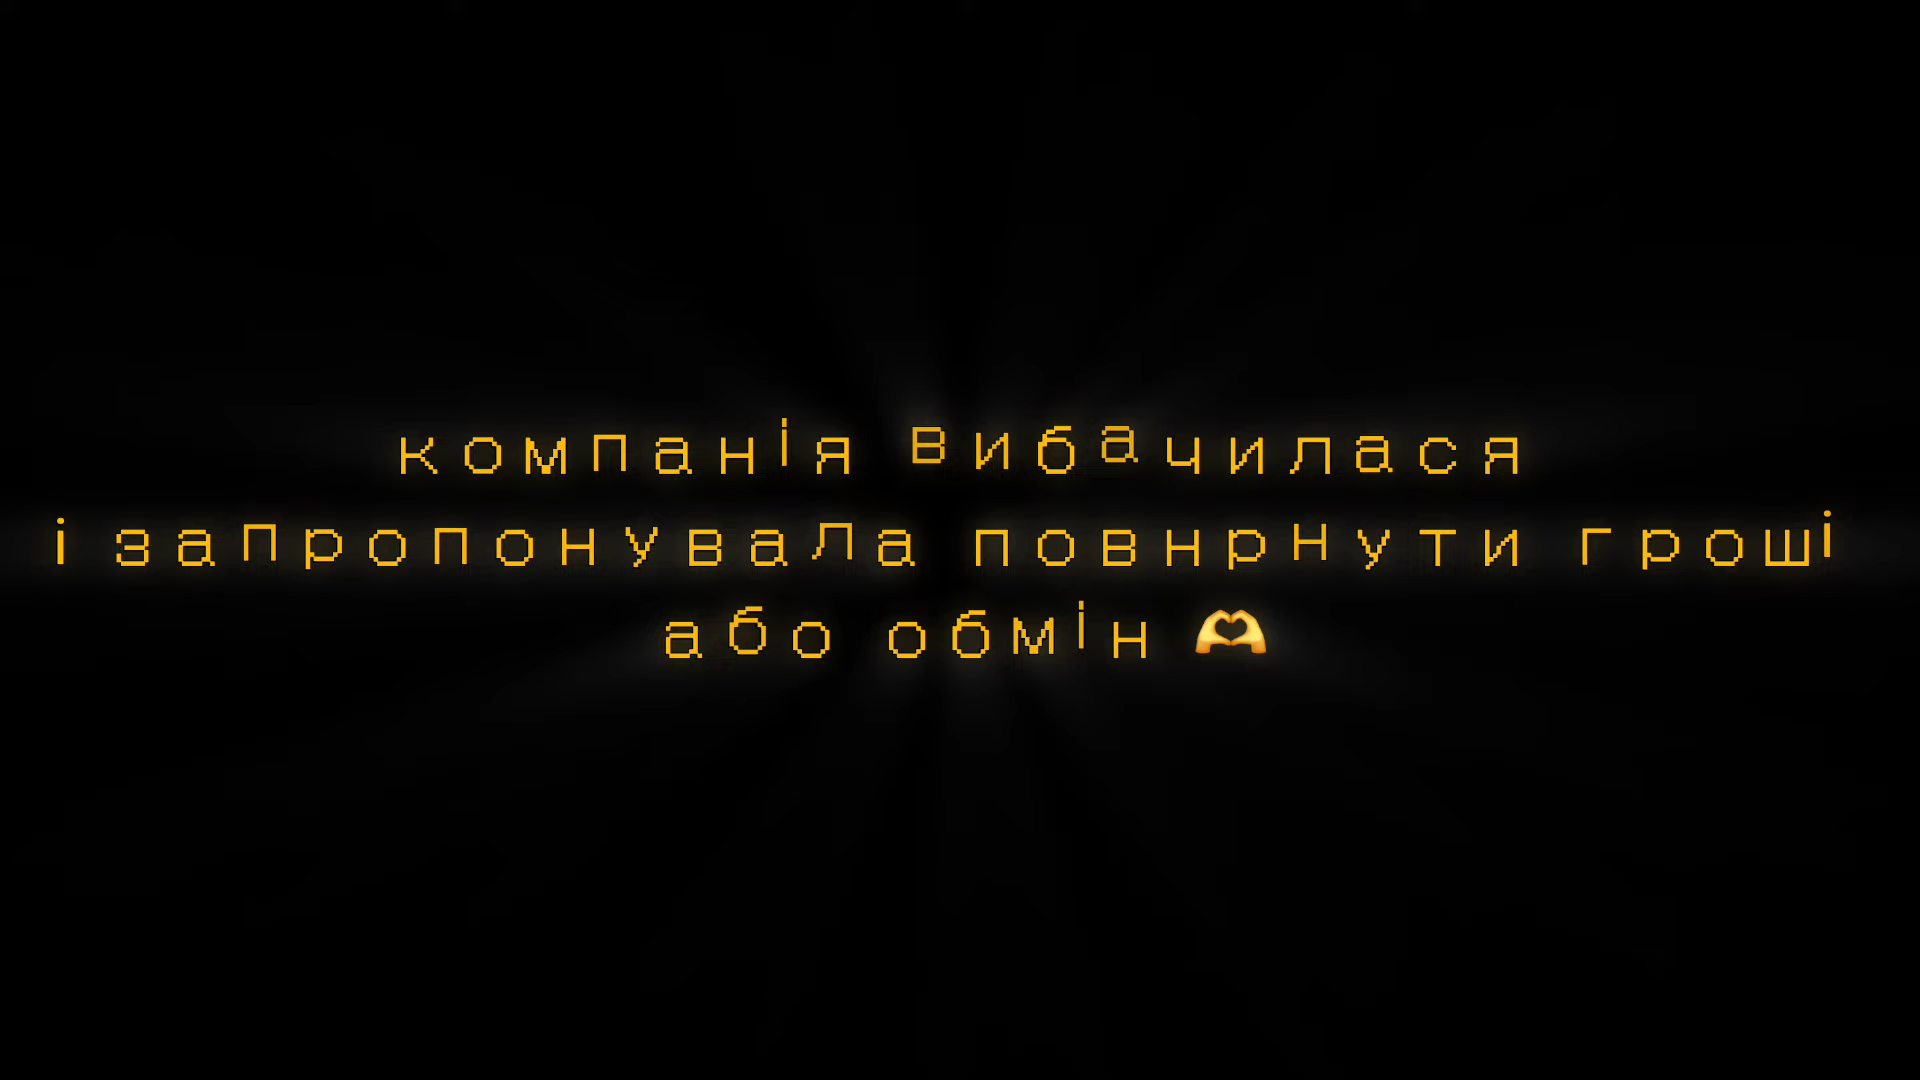 компанія вибачилася
і запропонувала повнрнути гроші
або обмін 🫶